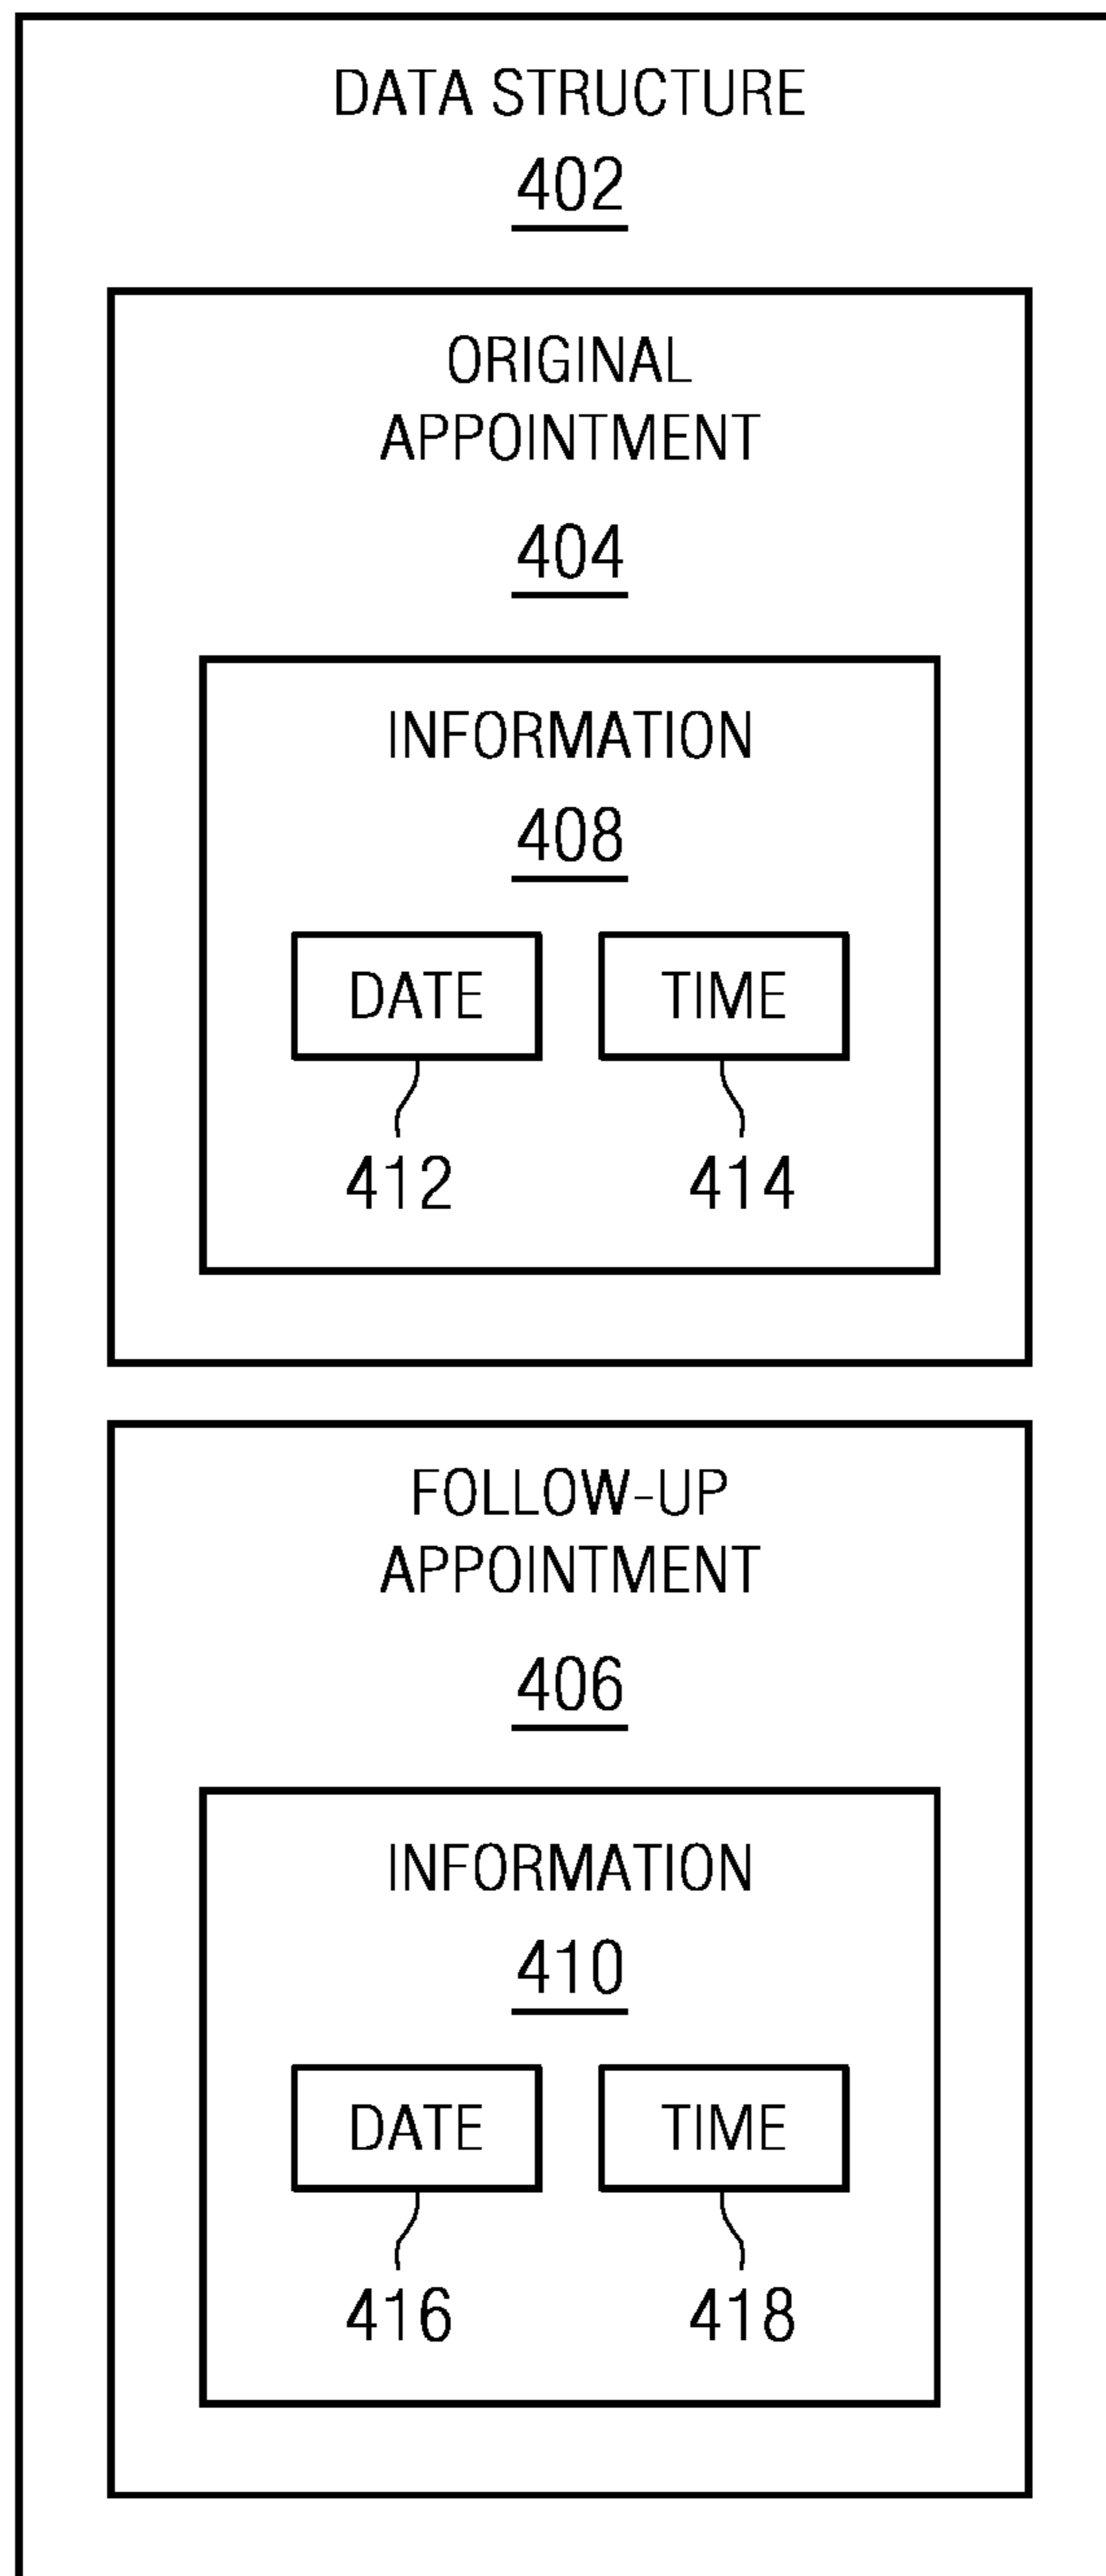 DATA STRUCTURE
402
ORIGINAL
APPOINTMENT
404
INFORMATION
408
DATE TIME
412 414
FOLLOW-UP
APPOINTMENT
406
INFORMATION
410
DATE TIME
416 418